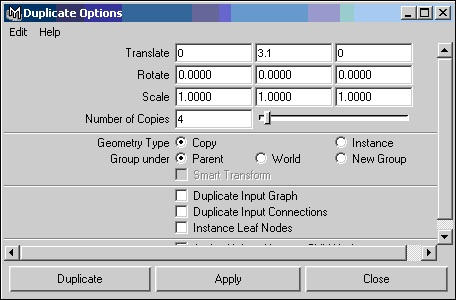 Duplicate Options
Edit Help
Translate 0 3.1 0
Rotate 0.0000 0.0000 0.0000
Scale 1.0000 1.0000 1.0000
Number of Copies 4
Geometry Type Copy Instance
Group under Parent World New Group
Smart Transform
Duplicate Input Graph
Duplicate Input Connections
Instance Leaf Nodes
Duplicate Apply Close